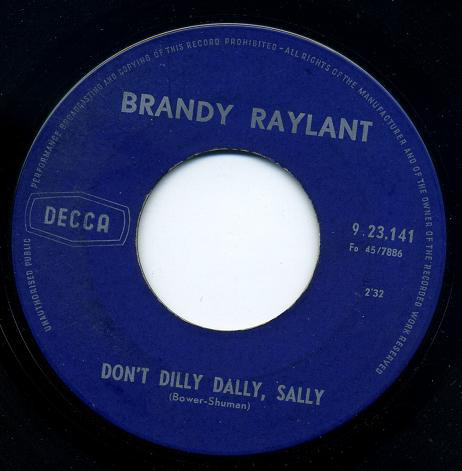 UNAUTHORISED PUBLIC PERFORMANCE BROADCASTING AND COPYING OF THIS RECORD PROHIBITED - ALL RIGHTS OF THE MANUFACTURER AND OF THE OWNER OF THE RECORDED WORK RESERVED
BRANDY RAYLANT
DECCA
9.23.141
Fo 45/7886
2'32
DON'T DILLY DALLY, SALLY
(Bower-Shuman)